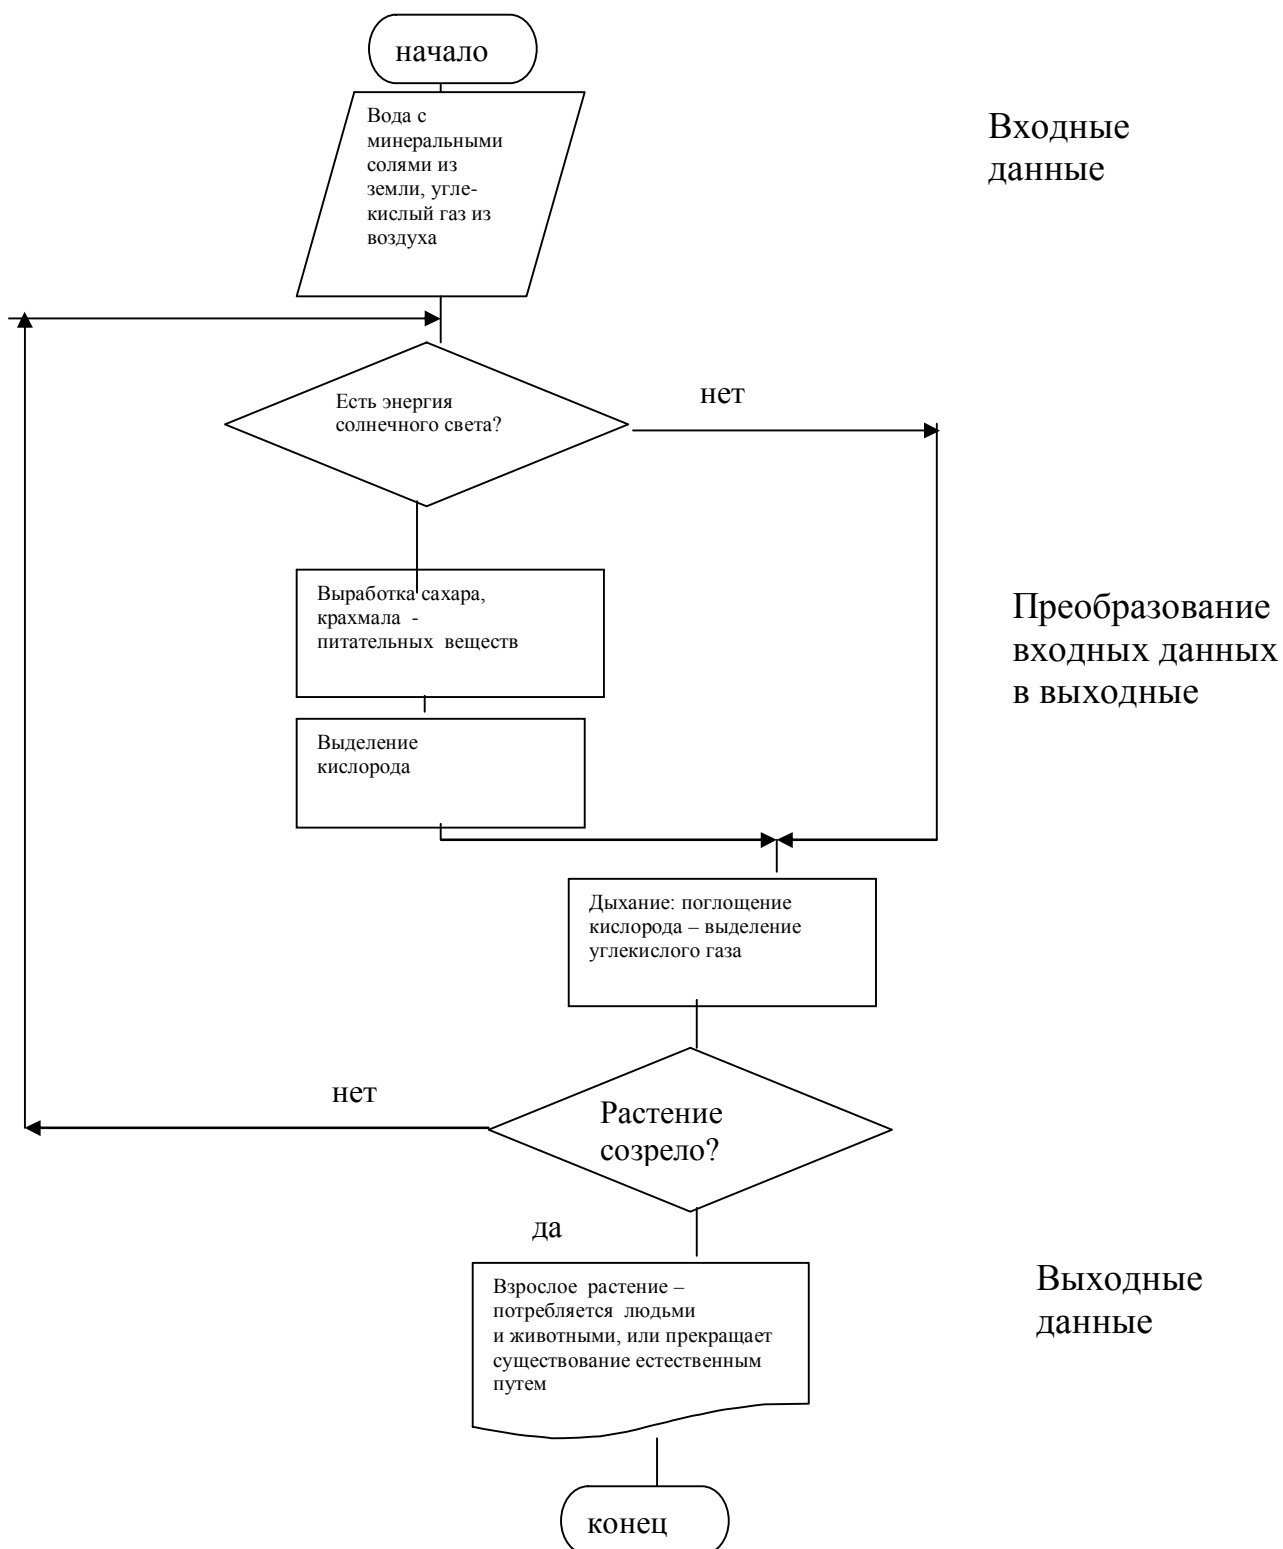 начало
Вода с
минеральными
солями из
земли, угле-
кислый газ из
воздуха
Входные
данные
Есть энергия
солнечного света?
нет
Выработка сахара,
крахмала -
питательных веществ
Преобразование
входных данных
в выходные
Выделение
кислорода
Дыхание: поглощение
кислорода – выделение
углекислого газа
нет
Растение
созрело?
да
Взрослое растение –
потребляется людьми
и животными, или прекращает
существование естественным
путем
Выходные
данные
конец